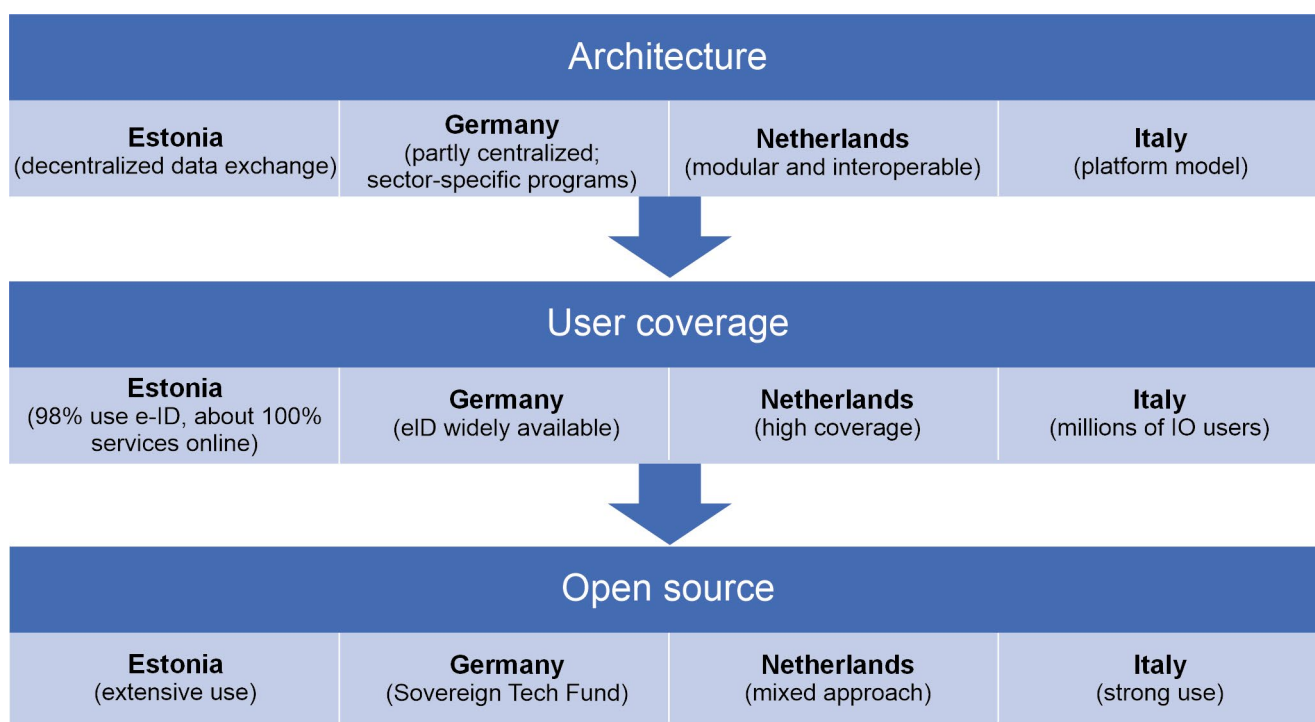 Architecture
Estonia
(decentralized data exchange)
Germany
(partly centralized;
sector-specific programs)
Netherlands
(modular and interoperable)
Italy
(platform model)
User coverage
Estonia
(98% use e-ID, about 100%
services online)
Germany
(eID widely available)
Netherlands
(high coverage)
Italy
(millions of IO users)
Open source
Estonia
(extensive use)
Germany
(Sovereign Tech Fund)
Netherlands
(mixed approach)
Italy
(strong use)